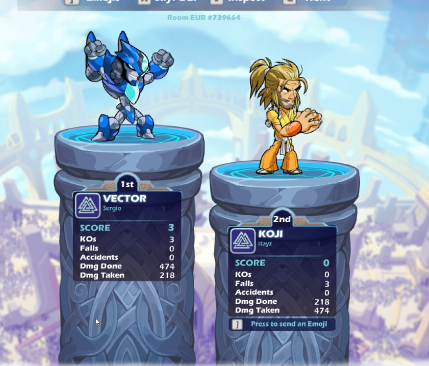 Room EUR #739664
1st
VECTOR
Sergio
SCORE 3
KOs 3
Falls 0
Accidents 0
Dmg Done 474
Dmg Taken 218
2nd
KOJI
SCORE 0
KOs 0
Falls 3
Accidents 0
Dmg Done 218
Dmg Taken 474
J Press to send an Emoji